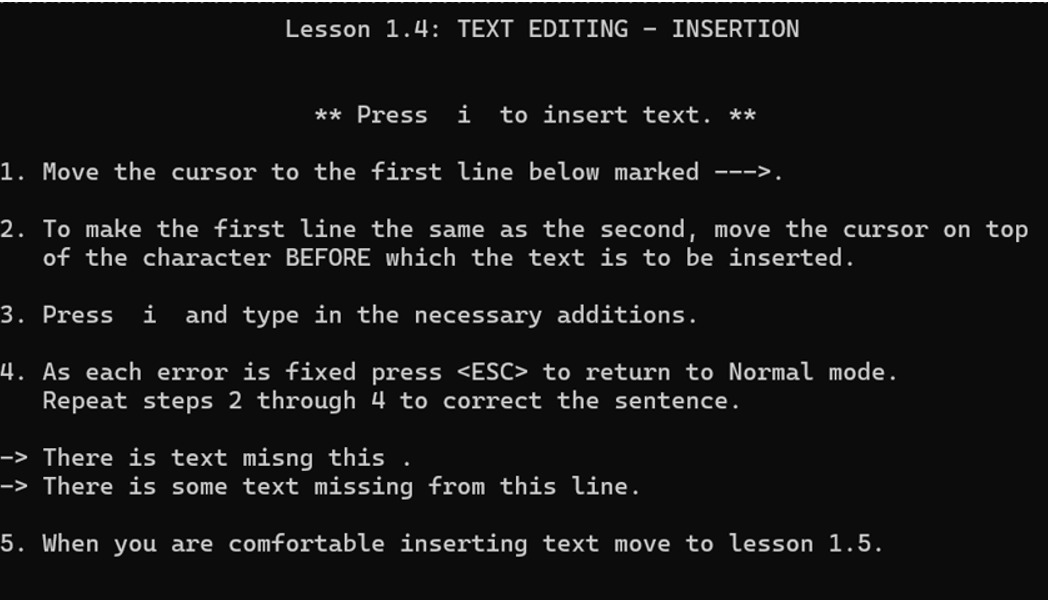 Lesson 1.4: TEXT EDITING - INSERTION
** Press  i  to insert text. **
1. Move the cursor to the first line below marked --->.
2. To make the first line the same as the second, move the cursor on top
of the character BEFORE which the text is to be inserted.
3. Press  i  and type in the necessary additions.
4. As each error is fixed press <ESC> to return to Normal mode.
Repeat steps 2 through 4 to correct the sentence.
-> There is text misng this .
-> There is some text missing from this line.
5. When you are comfortable inserting text move to lesson 1.5.